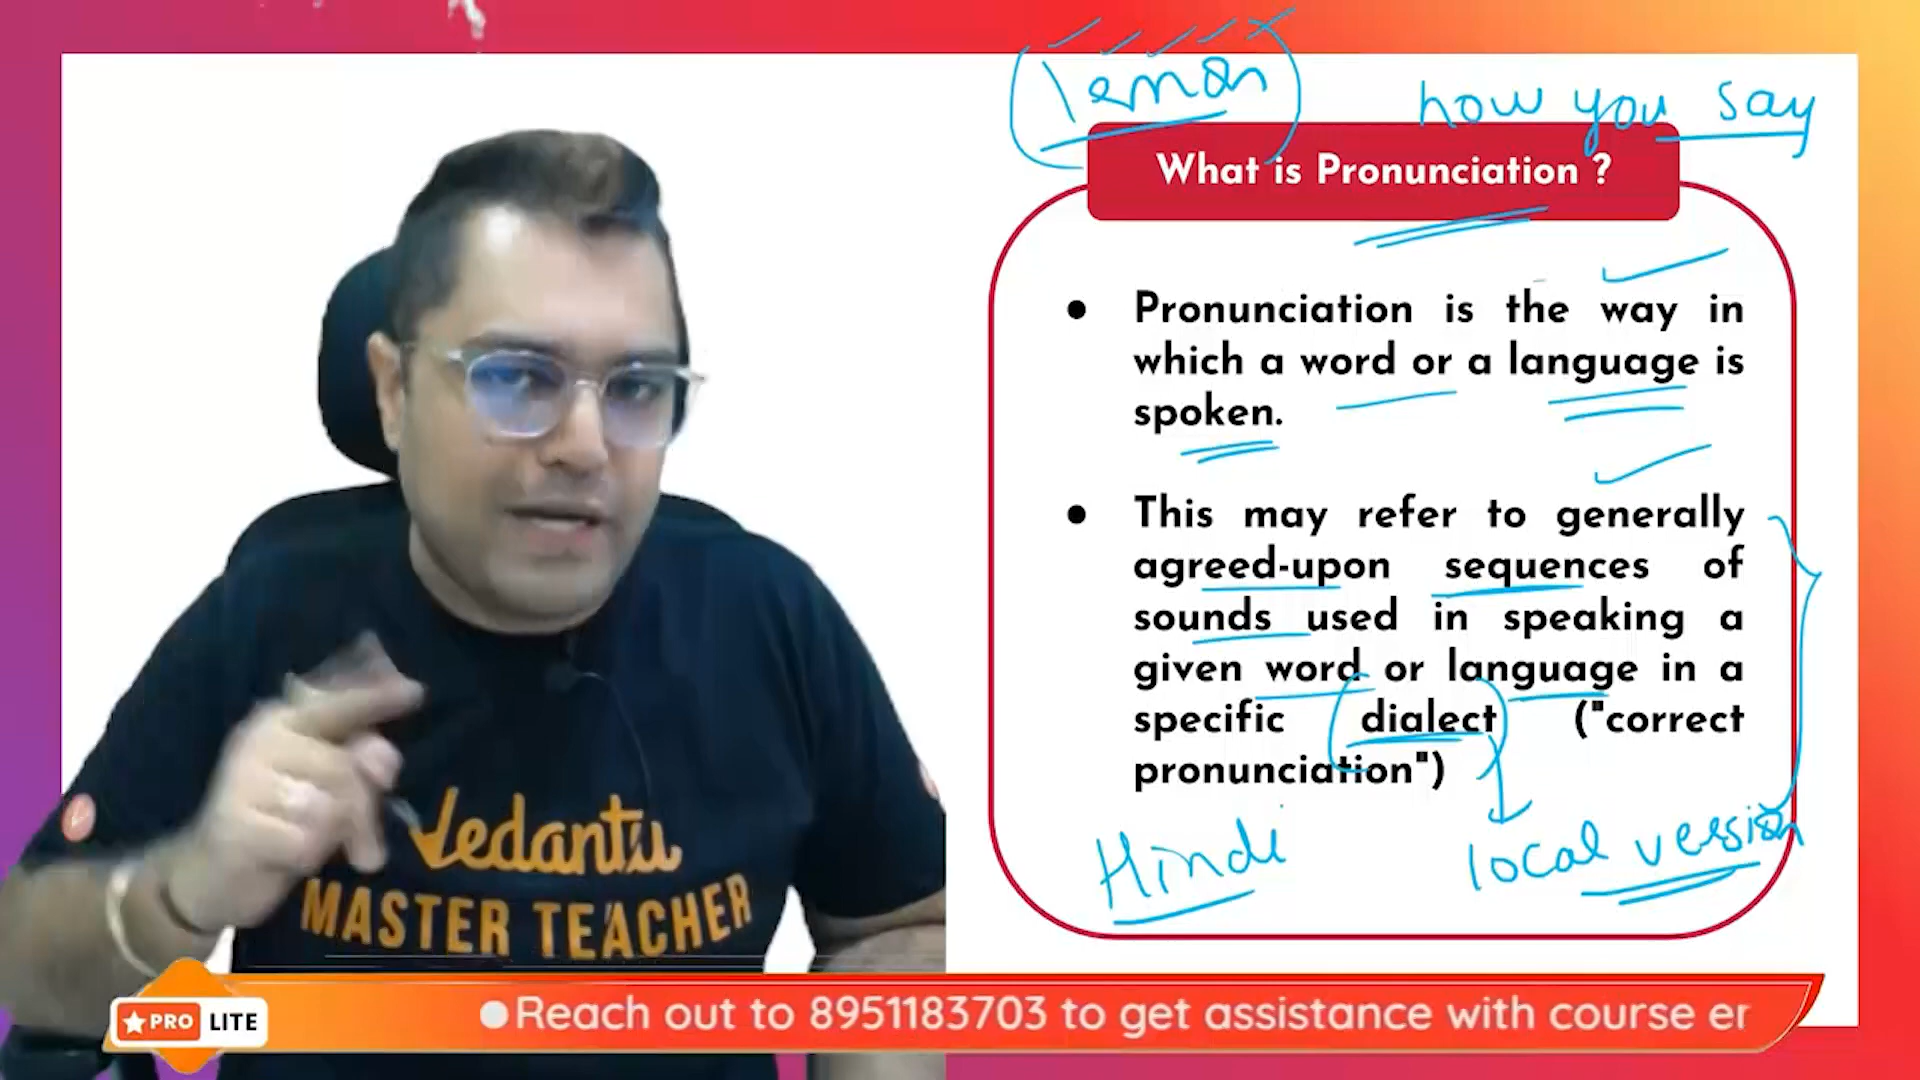 lemon
how you say
What is Pronunciation ?
● Pronunciation is the way in
which a word or a language is
spoken.
● This may refer to generally
agreed-upon sequences of
sounds used in speaking a
given word or language in a
specific dialect ("correct
pronunciation")
Hindi
local version
Vedantu
MASTER TEACHER
PRO LITE
●Reach out to 8951183703 to get assistance with course er